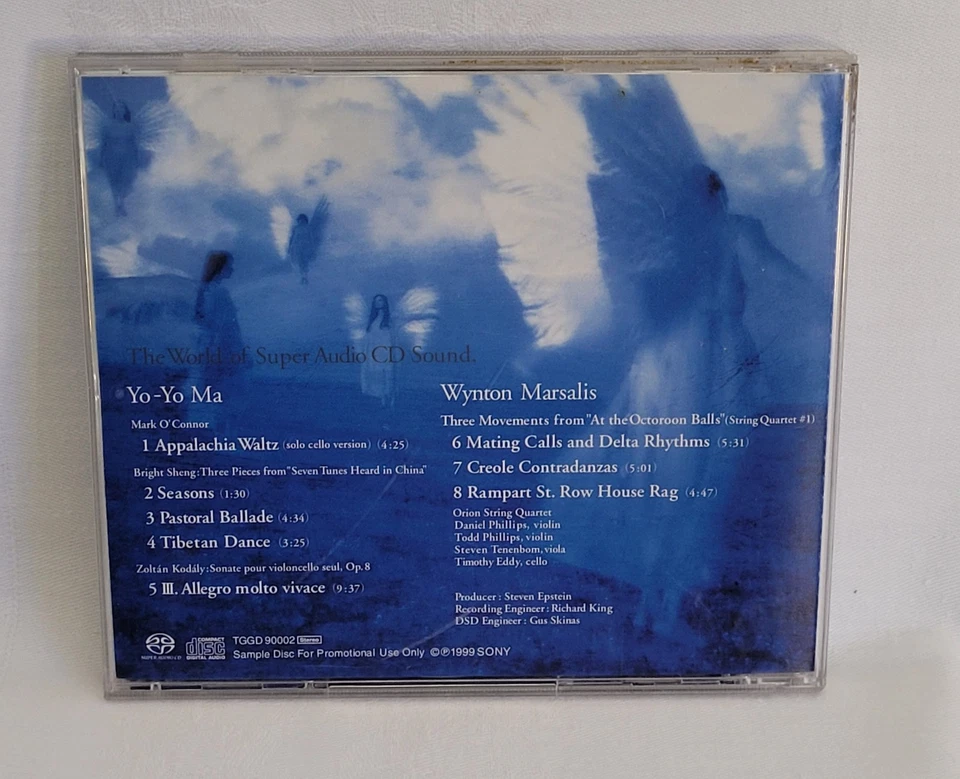 The World of Super Audio CD Sound.
Yo-Yo Ma
Mark O'Connor
1 Appalachia Waltz (solo cello version) (4:25)
Bright Sheng:Three Pieces from"Seven Tunes Heard in China"
2 Seasons (1:30)
3 Pastoral Ballade (4:34)
4 Tibetan Dance (3:25)
Zoltán Kodály:Sonate pour violoncello seul, Op.8
5 III. Allegro molto vivace (9:37)
Wynton Marsalis
Three Movements from "At the Octoroon Balls"(String Quartet #1)
6 Mating Calls and Delta Rhythms (5:31)
7 Creole Contradanzas (5:01)
8 Rampart St. Row House Rag (4:47)
Orion String Quartet
Daniel Phillips, violin
Todd Phillips, violin
Steven Tenenbom, viola
Timothy Eddy, cello
Producer : Steven Epstein
Recording Engineer : Richard King
DSD Engineer : Gus Skinas
COMPACT
disc
DIGITAL AUDIO
TGGD 90002 Stereo
Sample Disc For Promotional Use Only ©℗1999 SONY